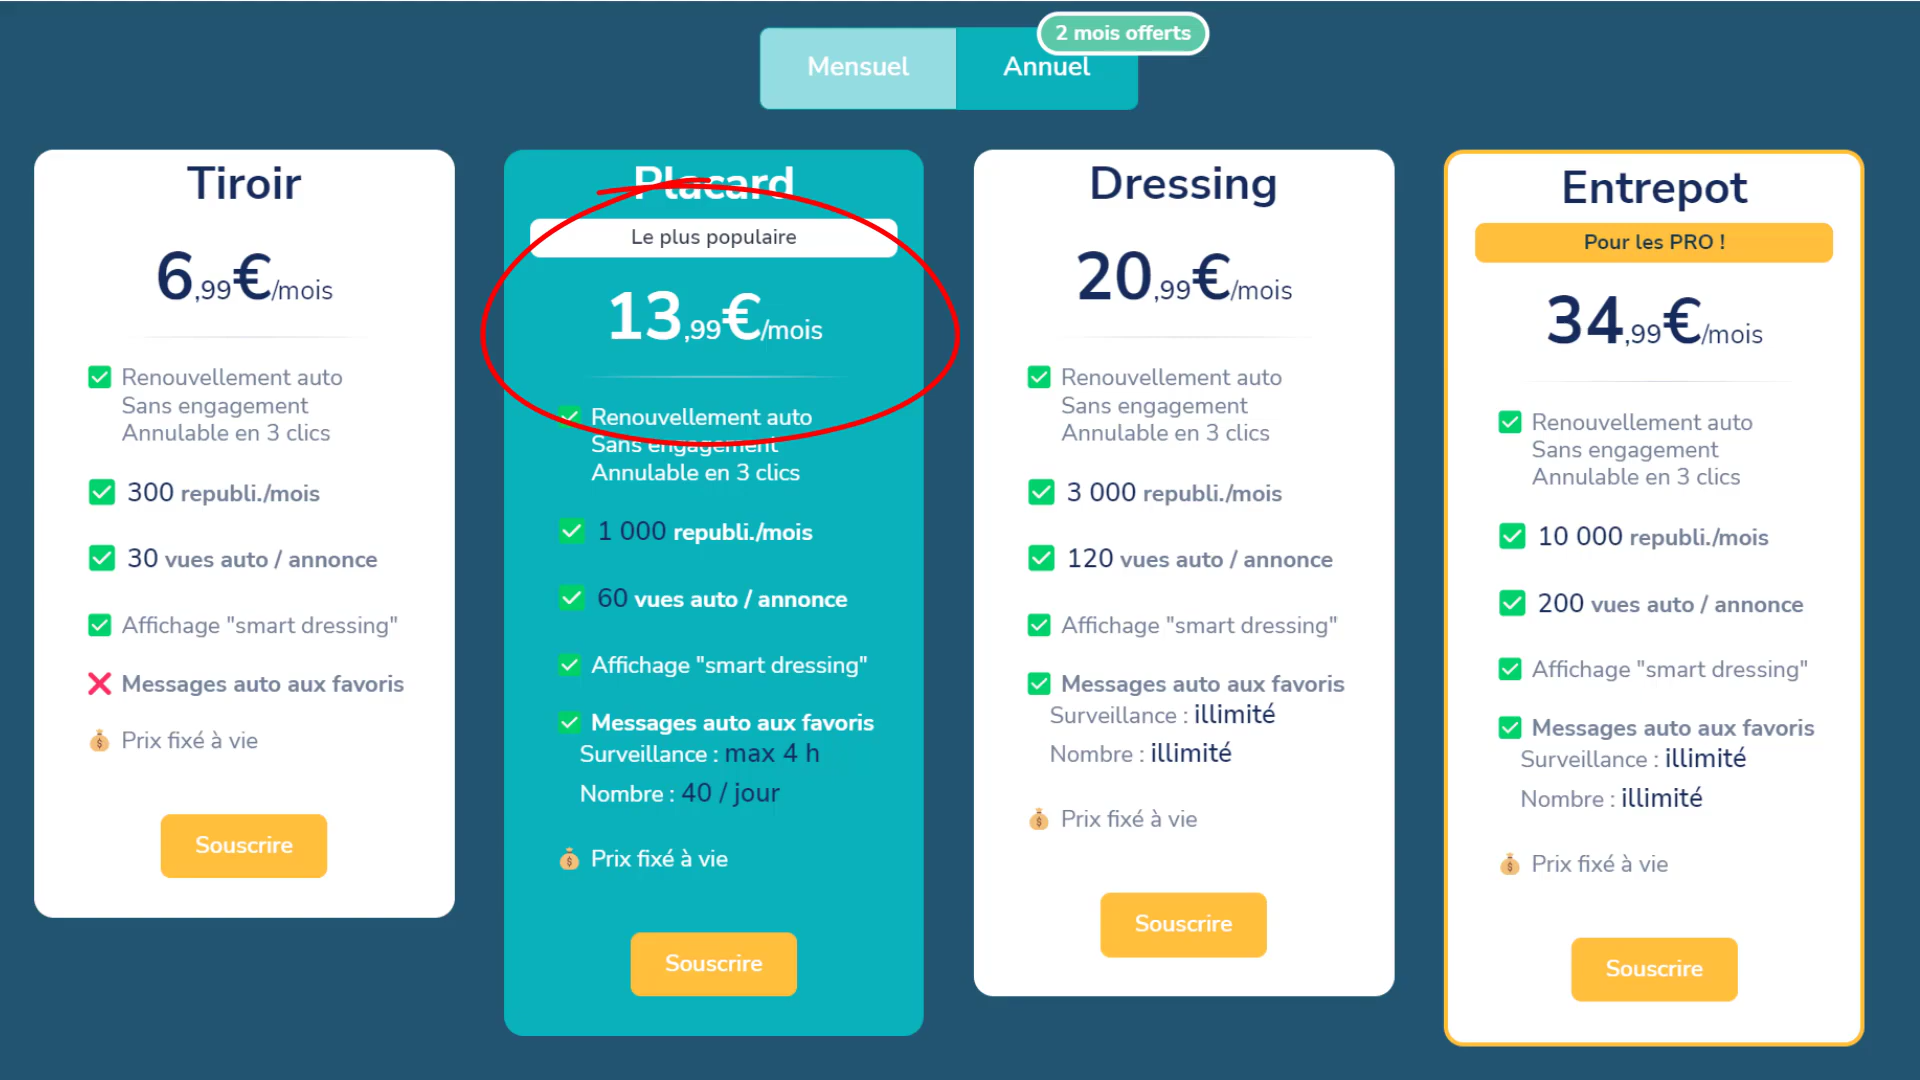 Mensuel
Annuel
2 mois offerts
Tiroir
6,99€/mois
Renouvellement auto
Sans engagement
Annulable en 3 clics
300 republi./mois
30 vues auto / annonce
Affichage "smart dressing"
Messages auto aux favoris
Prix fixé à vie
Souscrire
Placard
Le plus populaire
13,99€/mois
Renouvellement auto
Sans engagement
Annulable en 3 clics
1 000 republi./mois
60 vues auto / annonce
Affichage "smart dressing"
Messages auto aux favoris
Surveillance : max 4 h
Nombre : 40 / jour
Prix fixé à vie
Souscrire
Dressing
20,99€/mois
Renouvellement auto
Sans engagement
Annulable en 3 clics
3 000 republi./mois
120 vues auto / annonce
Affichage "smart dressing"
Messages auto aux favoris
Surveillance : illimité
Nombre : illimité
Prix fixé à vie
Souscrire
Entrepot
Pour les PRO !
34,99€/mois
Renouvellement auto
Sans engagement
Annulable en 3 clics
10 000 republi./mois
200 vues auto / annonce
Affichage "smart dressing"
Messages auto aux favoris
Surveillance : illimité
Nombre : illimité
Prix fixé à vie
Souscrire